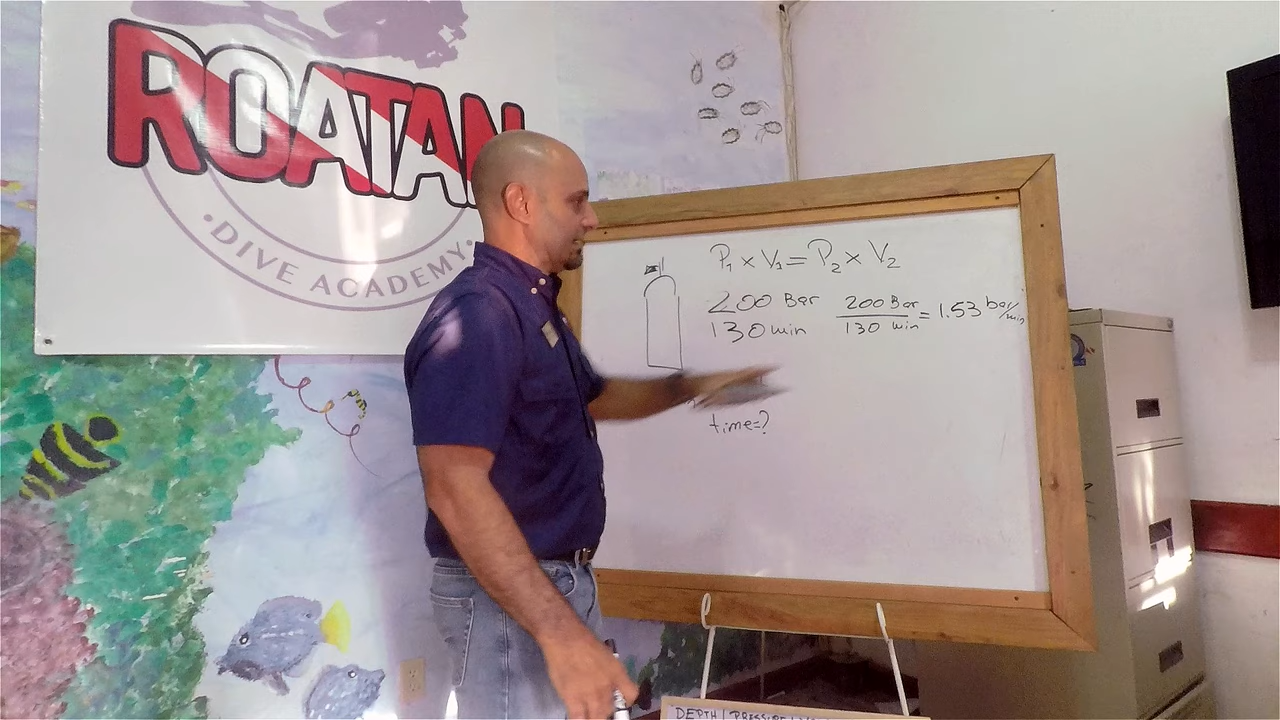 ROATAN
·DIVE ACADEMY·
P₁ x V₁ = P₂ x V₂
200 Bar
130 min
200 Bar / 130 min = 1.53 bar/min
time=?
DEPTH | PRESSURE |